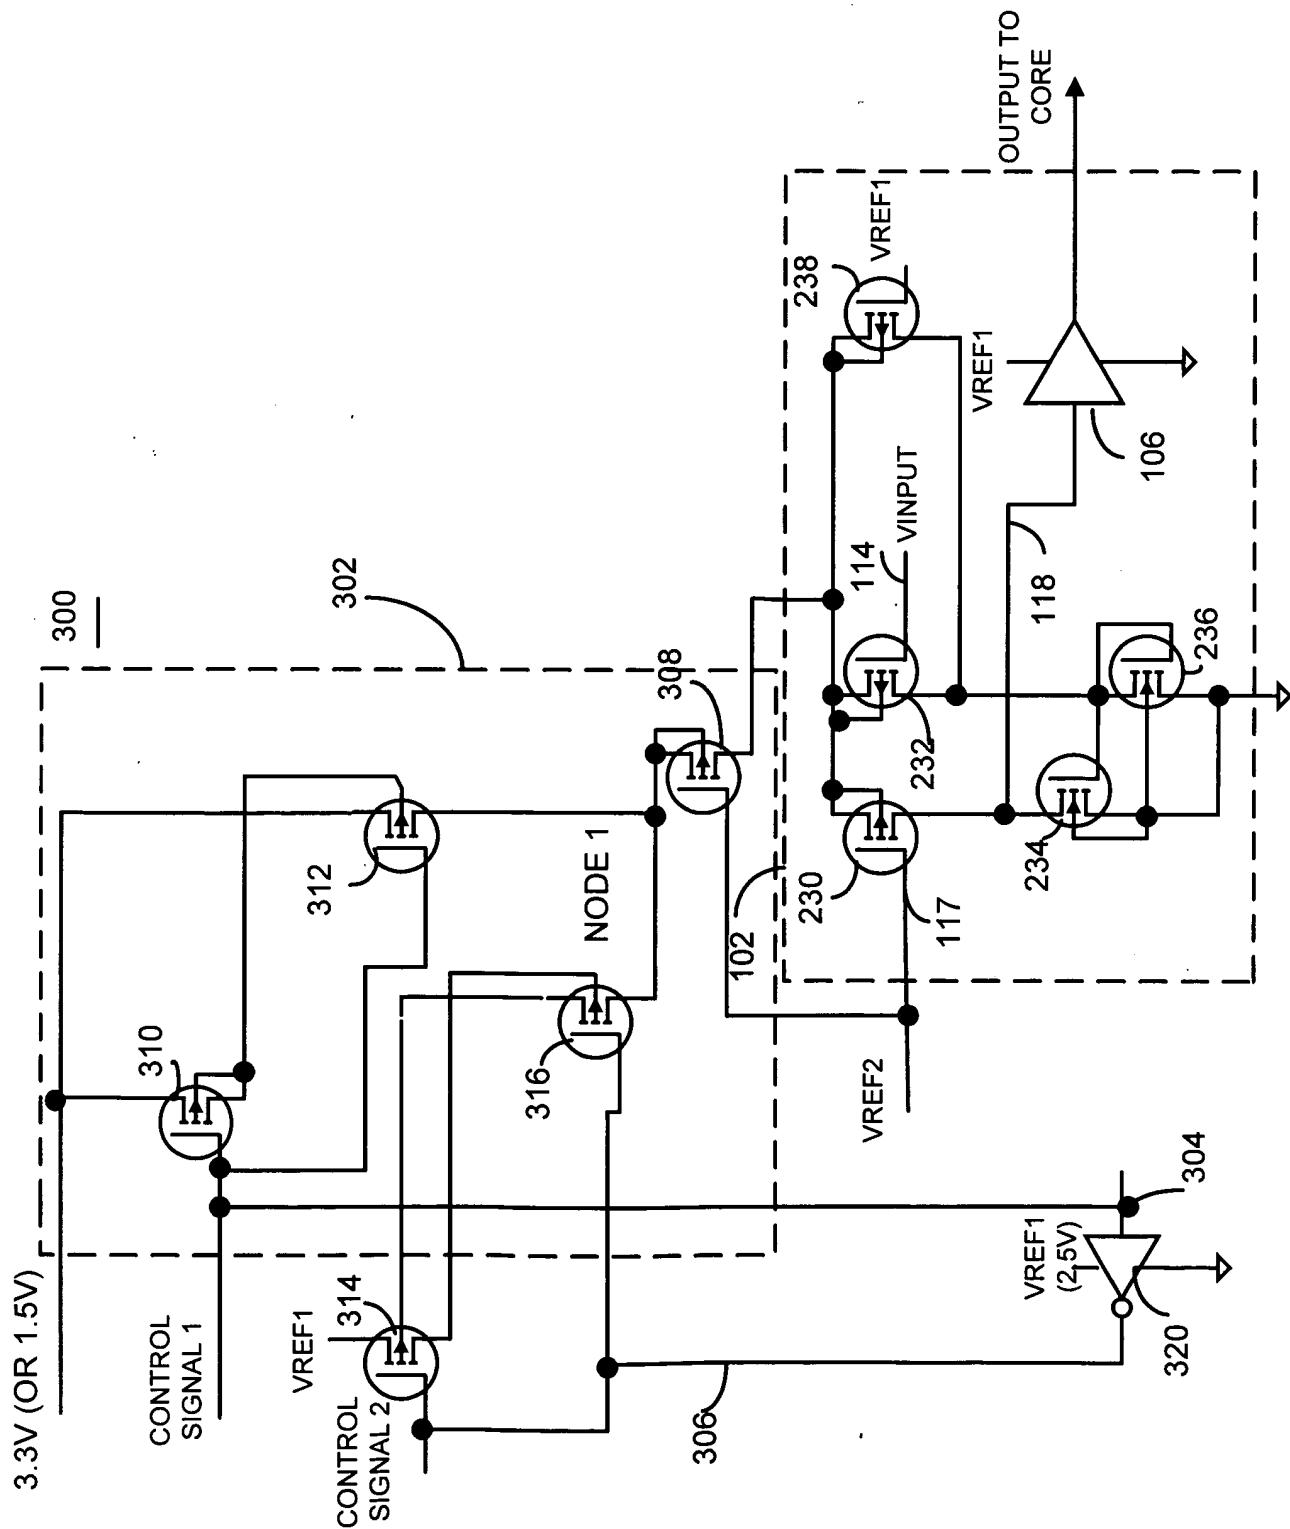 300
302
3.3V (OR 1.5V)
CONTROL
SIGNAL 1
310
312
VREF1
314
CONTROL
SIGNAL 2
316
NODE 1
308
306
VREF1
(2.5V)
304
320
VREF2
102
117
230
232
114
VINPUT
238
VREF1
234
236
118
VREF1
106
OUTPUT TO
CORE